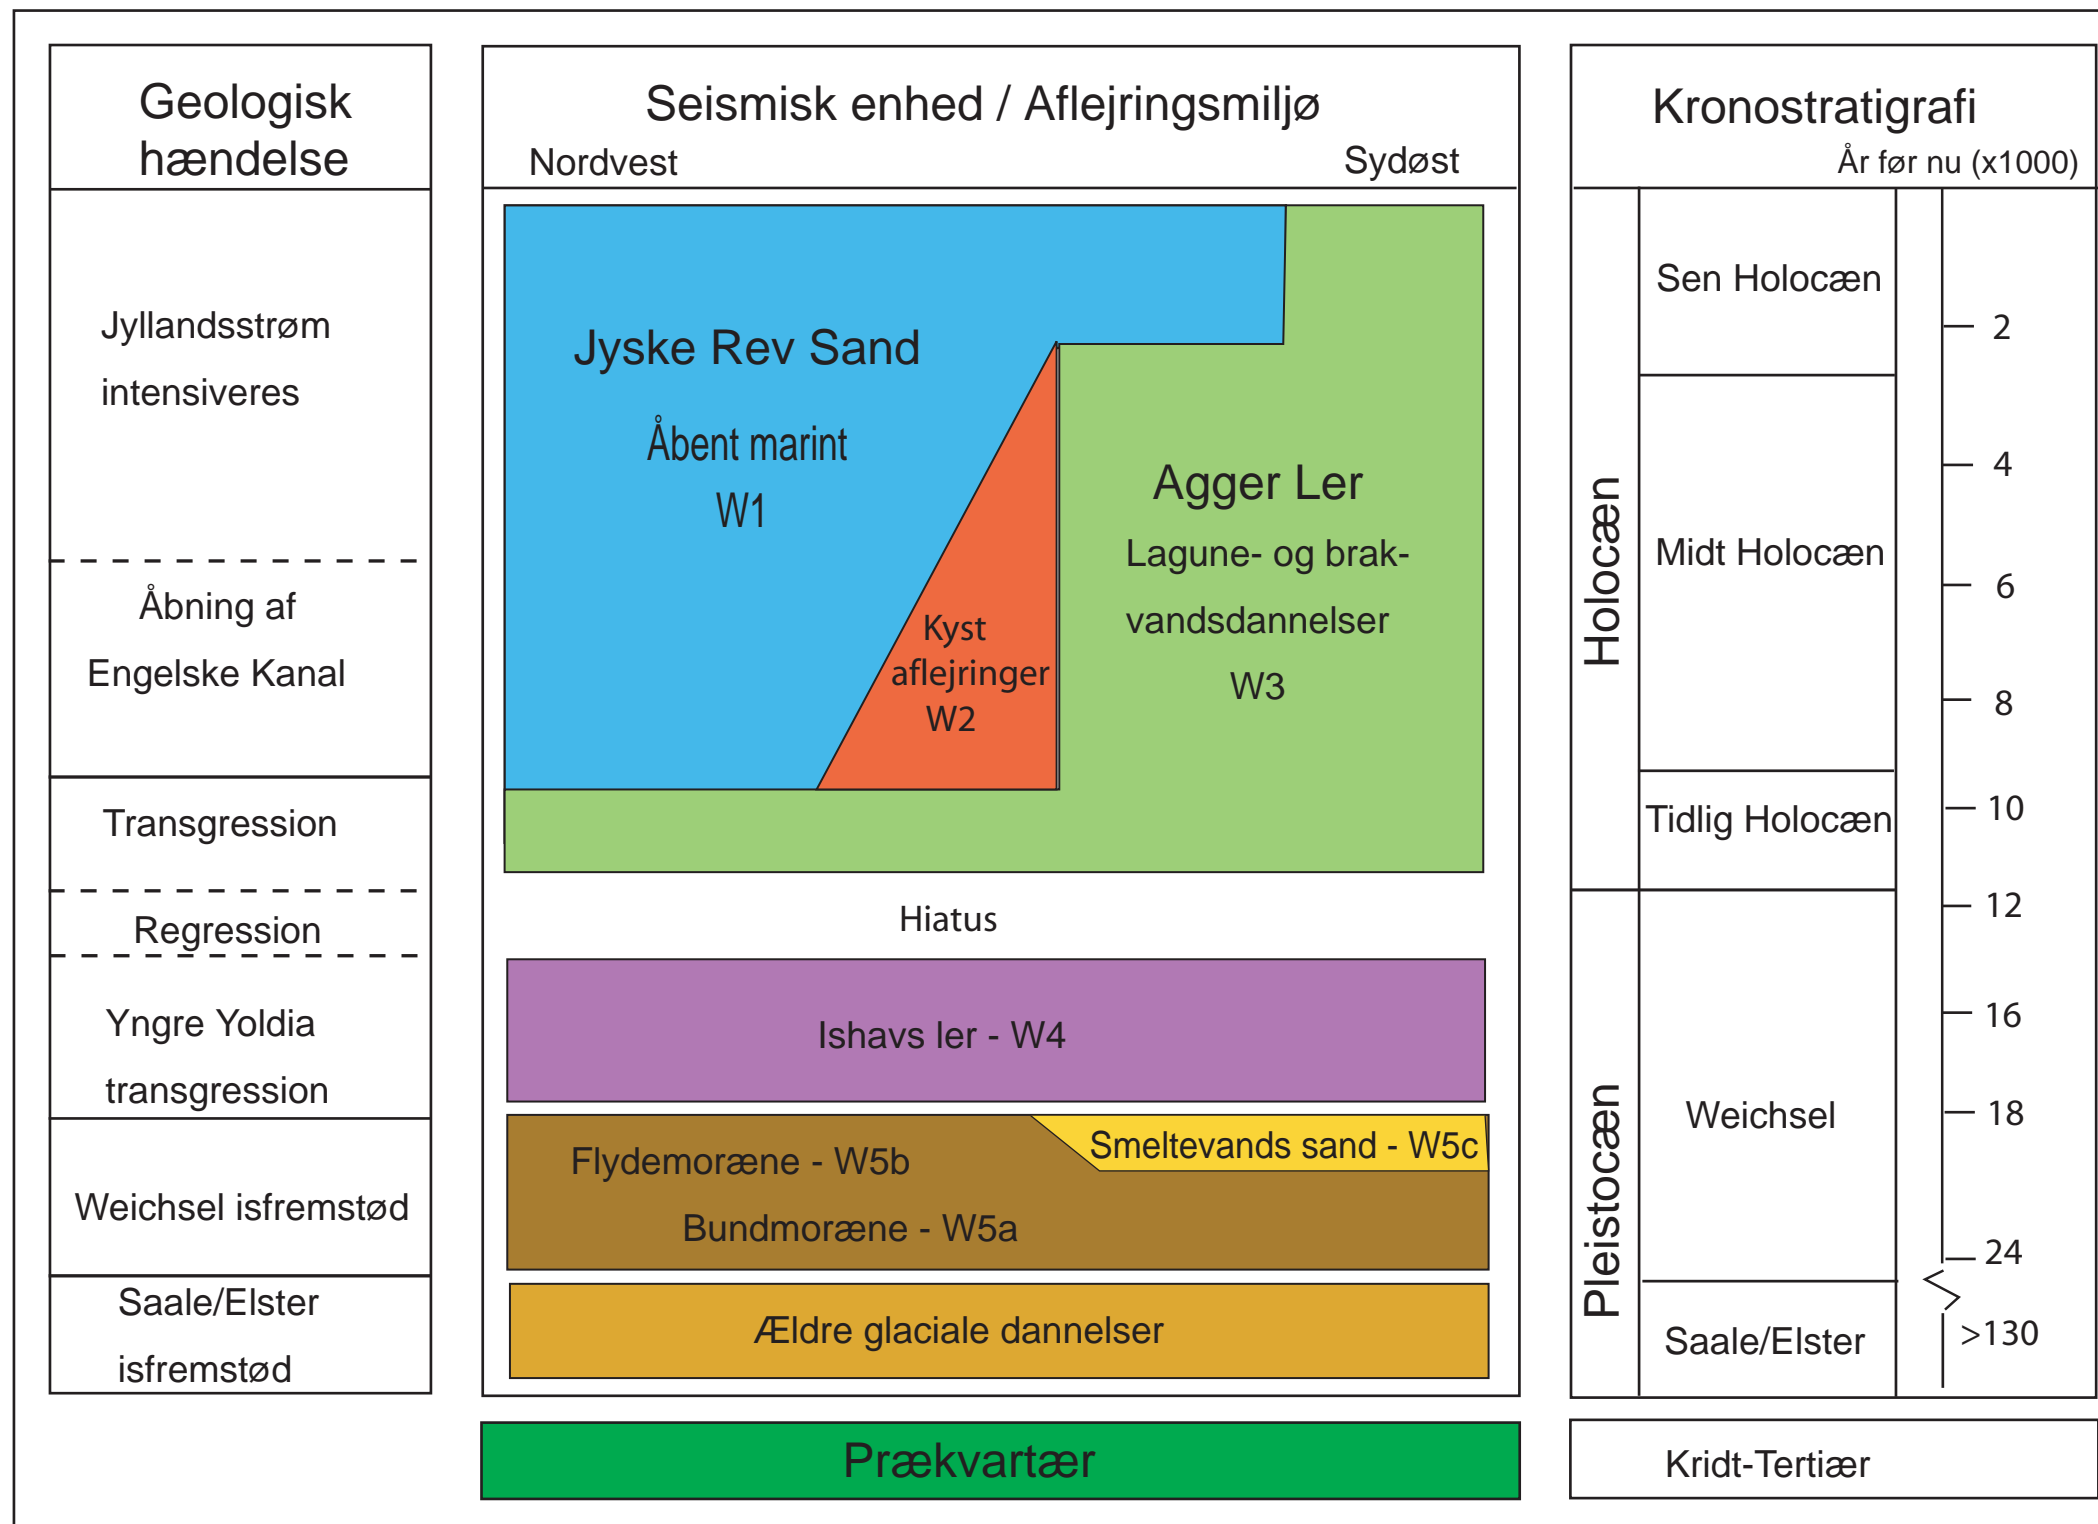 Geologisk
hændelse
Jyllandsstrøm
intensiveres
Åbning af
Engelske Kanal
Transgression
Regression
Yngre Yoldia
transgression
Weichsel isfremstød
Saale/Elster
isfremstød
Seismisk enhed / Aflejringsmiljø
Nordvest
Sydøst
Jyske Rev Sand
Åbent marint
W1
Kyst
aflejringer
W2
Agger Ler
Lagune- og brak-
vandsdannelser
W3
Hiatus
Ishavs ler - W4
Smeltevands sand - W5c
Flydemoræne - W5b
Bundmoræne - W5a
Ældre glaciale dannelser
Prækvartær
Kronostratigrafi
År før nu (x1000)
Holocæn
Sen Holocæn
Midt Holocæn
Tidlig Holocæn
Pleistocæn
Weichsel
Saale/Elster
2
4
6
8
10
12
16
18
24
>130
Kridt-Tertiær